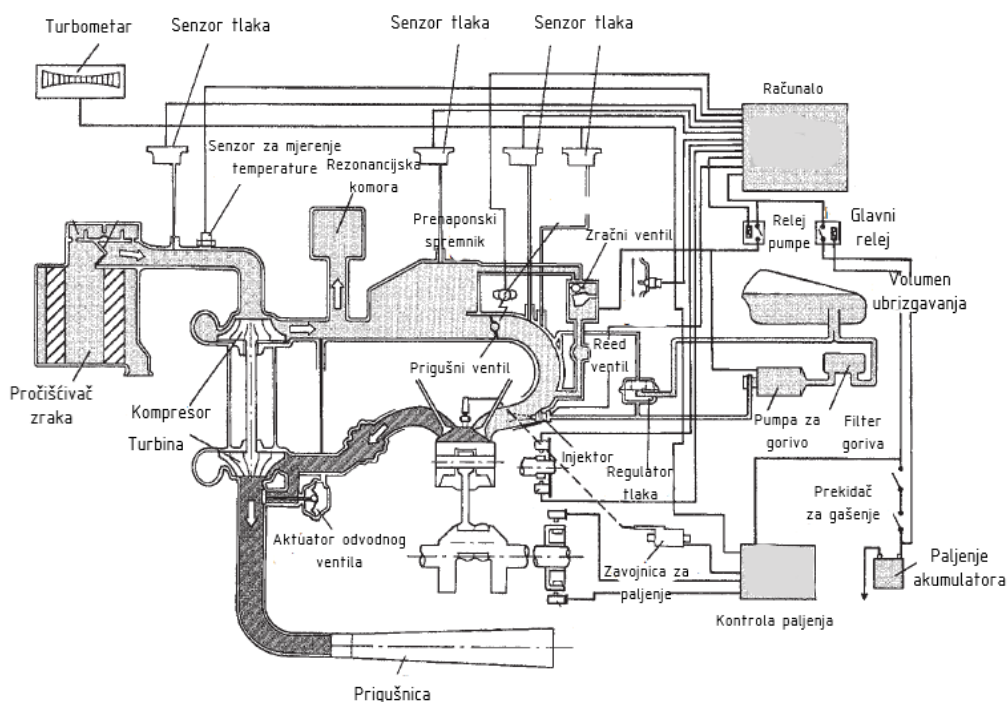 Turbometar
Senzor tlaka
Senzor tlaka
Senzor tlaka
Računalo
Senzor za mjerenje
temperature
Rezonancijska
komora
Prenaponski
spremnik
Zračni ventil
Relej
pumpe
Glavni
relej
Volumen
ubrizgavanja
Prigušni ventil
Reed
ventil
Pročišćivač
zraka
Kompresor
Turbina
Pumpa za
gorivo
Filter
goriva
Injektor
Regulator
tlaka
Prekidač
za gašenje
Aktuator odvodnog
ventila
Zavojnica za
paljenje
Paljenje
akumulatora
Kontrola paljenja
Prigušnica